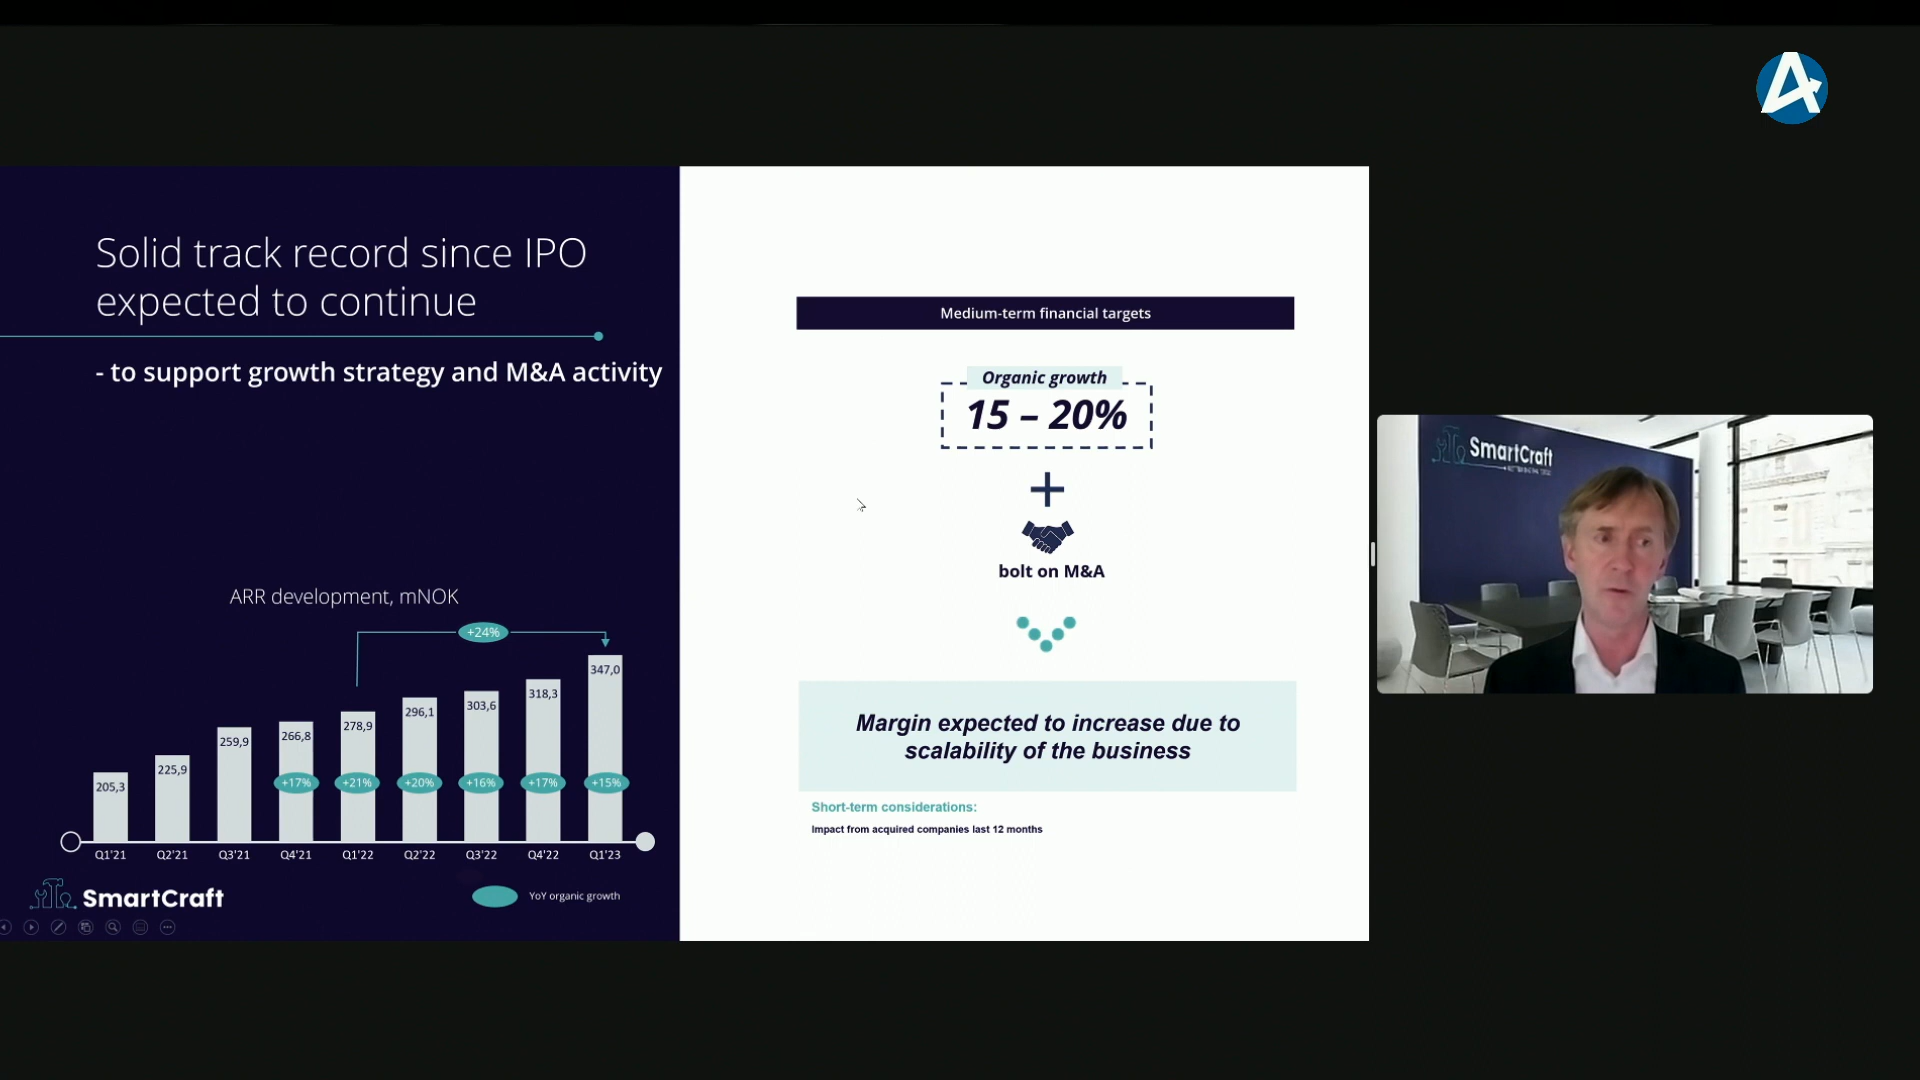 Solid track record since IPO
expected to continue
- to support growth strategy and M&A activity
ARR development, mNOK
+24%
205,3
225,9
259,9
266,8
278,9
296,1
303,6
318,3
347,0
+17%
+21%
+20%
+16%
+17%
+15%
Q1'21
Q2'21
Q3'21
Q4'21
Q1'22
Q2'22
Q3'22
Q4'22
Q1'23
SmartCraft
YoY organic growth
Medium-term financial targets
Organic growth
15 – 20%
+
bolt on M&A
Margin expected to increase due to
scalability of the business
Short-term considerations:
Impact from acquired companies last 12 months
SmartCraft